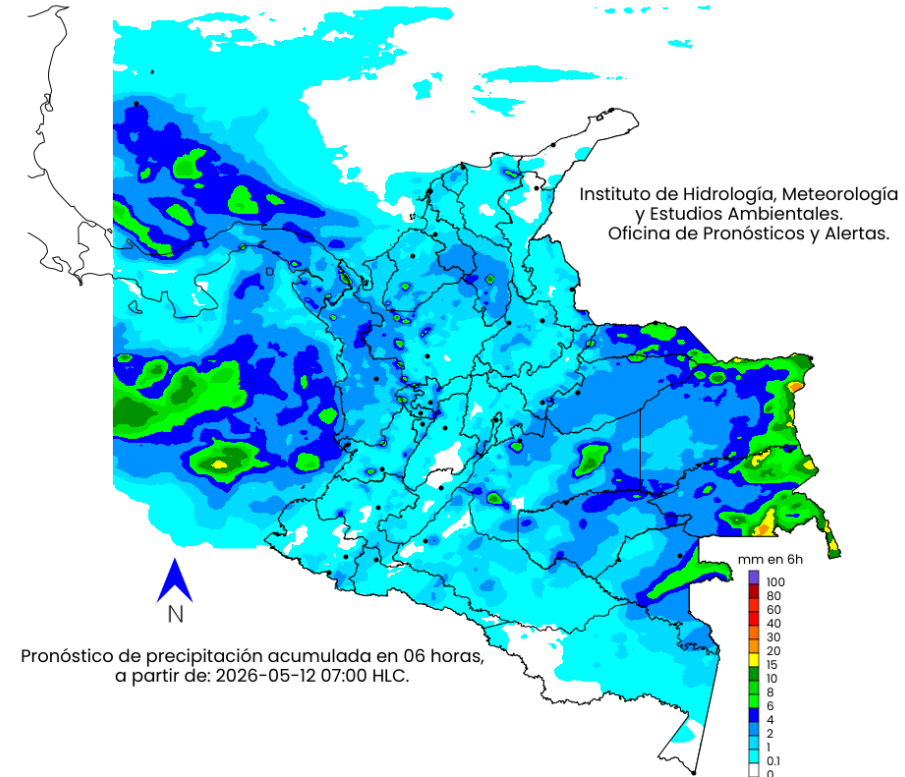 Instituto de Hidrología, Meteorología
y Estudios Ambientales.
Oficina de Pronósticos y Alertas.
mm en 6h
100
80
60
40
30
20
15
10
8
6
4
2
1
0.1
0
N
Pronóstico de precipitación acumulada en 06 horas,
a partir de: 2026-05-12 07:00 HLC.